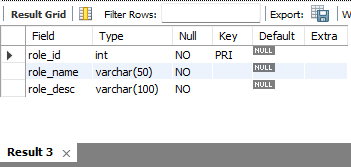 Result Grid Filter Rows: Export: W
Field Type Null Key Default Extra
role_id int NO PRI NULL
role_name varchar(50) NO NULL
role_desc varchar(100) NO NULL
Result 3 ×